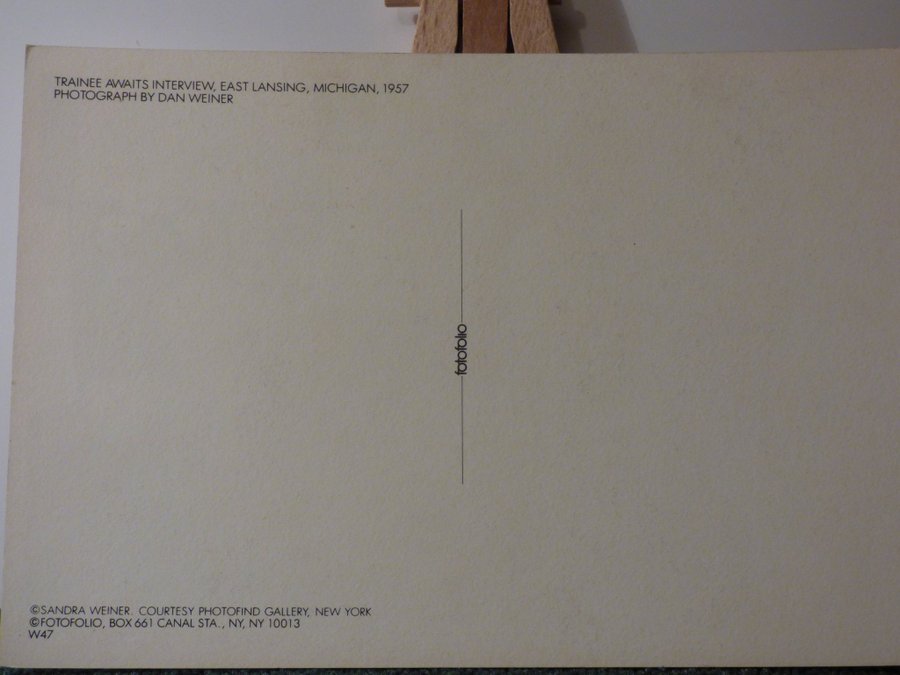 TRAINEE AWAITS INTERVIEW, EAST LANSING, MICHIGAN, 1957
PHOTOGRAPH BY DAN WEINER
fotofolio
©SANDRA WEINER. COURTESY PHOTOFIND GALLERY, NEW YORK
©FOTOFOLIO, BOX 661 CANAL STA., NY, NY 10013
W47